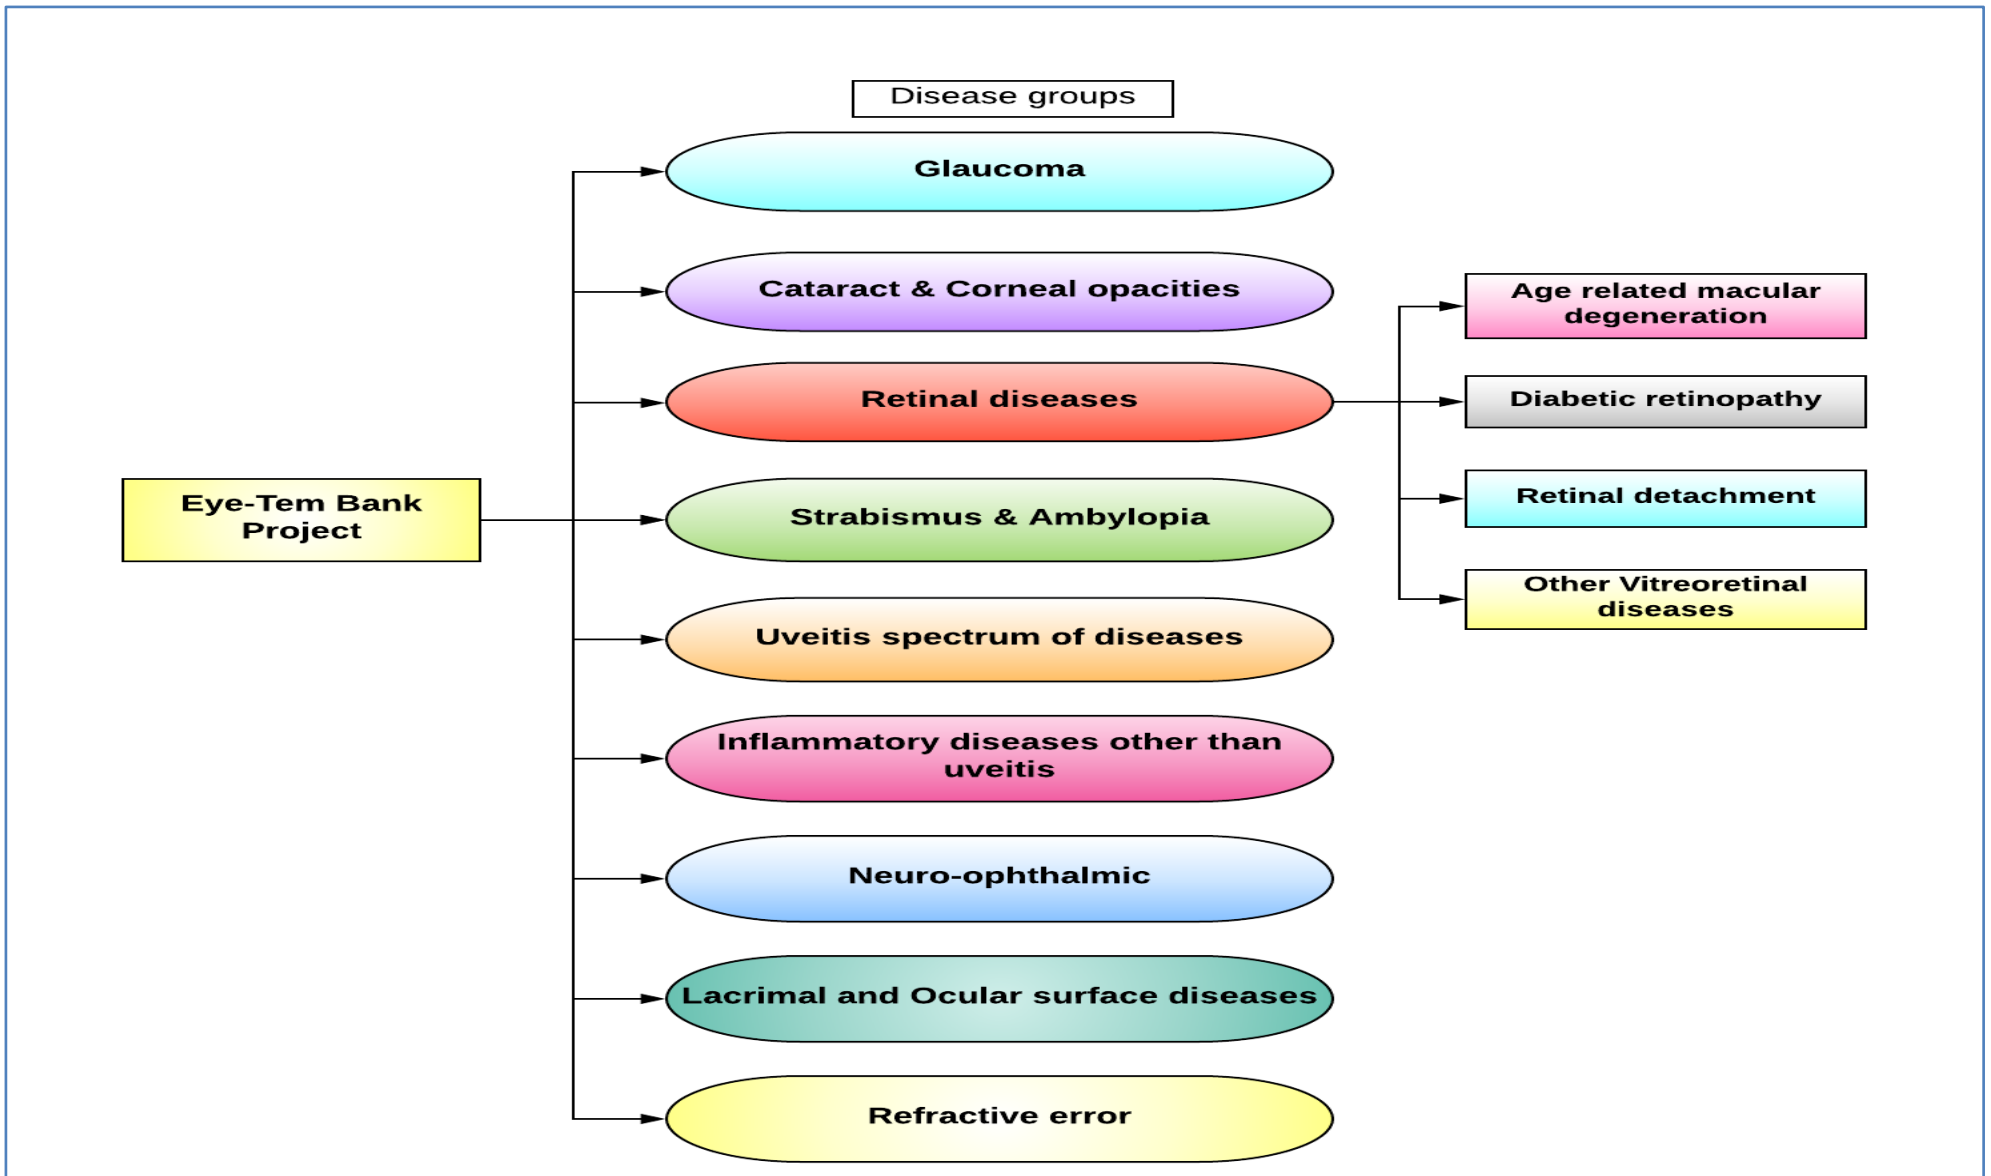 Disease groups
Glaucoma
Cataract & Corneal opacities
Retinal diseases
Strabismus & Ambylopia
Uveitis spectrum of diseases
Inflammatory diseases other than
uveitis
Neuro-ophthalmic
Lacrimal and Ocular surface diseases
Refractive error
Eye-Tem Bank
Project
Age related macular
degeneration
Diabetic retinopathy
Retinal detachment
Other Vitreoretinal
diseases